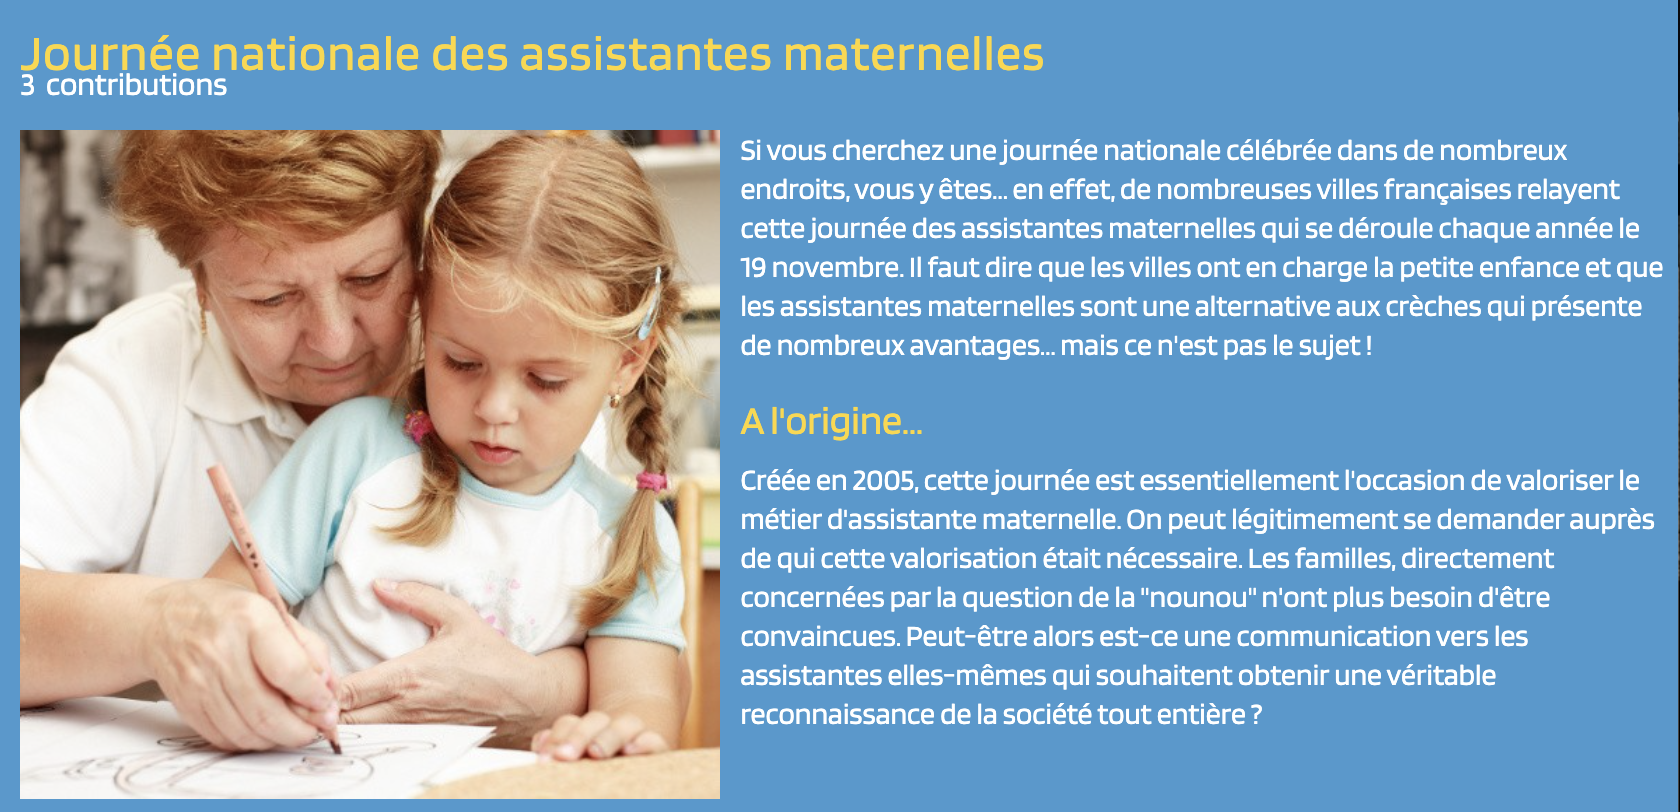 Journée nationale des assistantes maternelles
3 contributions
Si vous cherchez une journée nationale célébrée dans de nombreux
endroits, vous y êtes... en effet, de nombreuses villes françaises relayent
cette journée des assistantes maternelles qui se déroule chaque année le
19 novembre. Il faut dire que les villes ont en charge la petite enfance et que
les assistantes maternelles sont une alternative aux crèches qui présente
de nombreux avantages... mais ce n'est pas le sujet !
A l'origine...
Créée en 2005, cette journée est essentiellement l'occasion de valoriser le
métier d'assistante maternelle. On peut légitimement se demander auprès
de qui cette valorisation était nécessaire. Les familles, directement
concernées par la question de la "nounou" n'ont plus besoin d'être
convaincues. Peut-être alors est-ce une communication vers les
assistantes elles-mêmes qui souhaitent obtenir une véritable
reconnaissance de la société tout entière ?